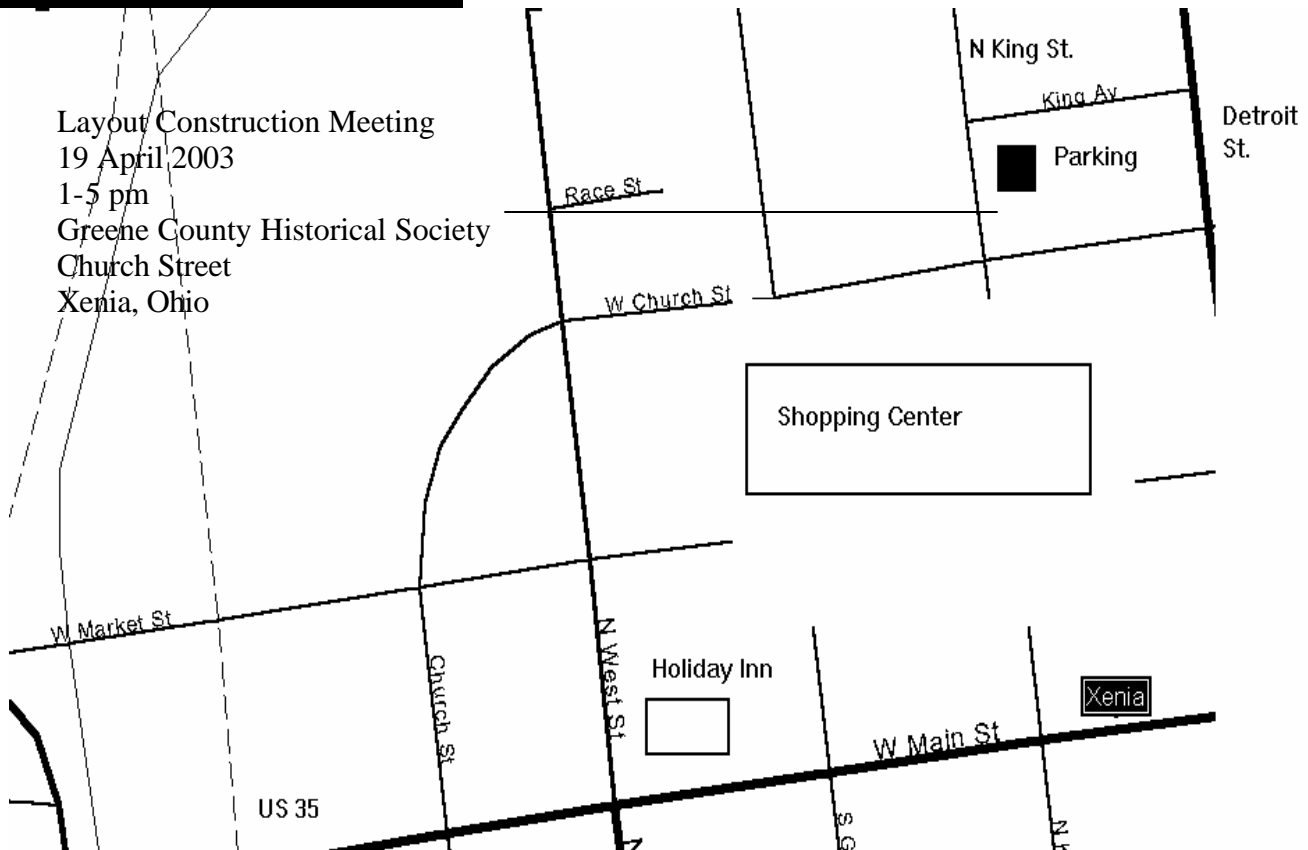 N King St.
King Av
Detroit
St.
Parking
Layout Construction Meeting
19 April 2003
1-5 pm
Greene County Historical Society
Church Street
Xenia, Ohio
Race St
W Church St
Shopping Center
W Market St
Church St
N West St
Holiday Inn
Xenia
W Main St
US 35
S G
N